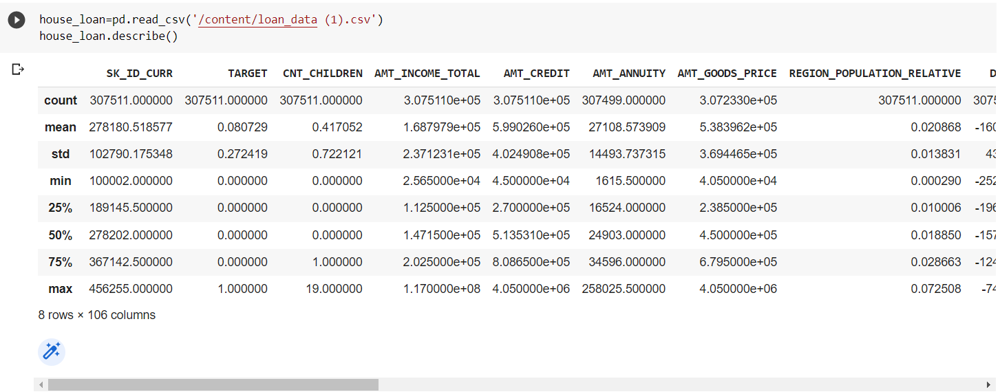 house_loan=pd.read_csv('/content/loan_data (1).csv')
house_loan.describe()
SK_ID_CURR TARGET CNT_CHILDREN AMT_INCOME_TOTAL AMT_CREDIT AMT_ANNUITY AMT_GOODS_PRICE REGION_POPULATION_RELATIVE D
count 307511.000000 307511.000000 307511.000000 3.075110e+05 3.075110e+05 307499.000000 3.072330e+05 307511.000000 3075
mean 278180.518577 0.080729 0.417052 1.687979e+05 5.990260e+05 27108.573909 5.383962e+05 0.020868 -160
std 102790.175348 0.272419 0.722121 2.371231e+05 4.024908e+05 14493.737315 3.694465e+05 0.013831 43
min 100002.000000 0.000000 0.000000 2.565000e+04 4.500000e+04 1615.500000 4.050000e+04 0.000290 -252
25% 189145.500000 0.000000 0.000000 1.125000e+05 2.700000e+05 16524.000000 2.385000e+05 0.010006 -196
50% 278202.000000 0.000000 0.000000 1.471500e+05 5.135310e+05 24903.000000 4.500000e+05 0.018850 -157
75% 367142.500000 0.000000 1.000000 2.025000e+05 8.086500e+05 34596.000000 6.795000e+05 0.028663 -124
max 456255.000000 1.000000 19.000000 1.170000e+08 4.050000e+06 258025.500000 4.050000e+06 0.072508 -74
8 rows × 106 columns